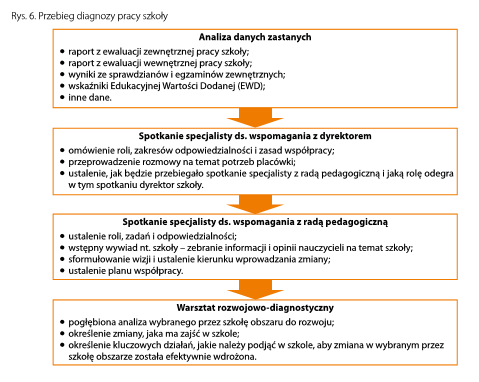 Rys. 6. Przebieg diagnozy pracy szkoły
Analiza danych zastanych
• raport z ewaluacji zewnętrznej pracy szkoły;
• raport z ewaluacji wewnętrznej pracy szkoły;
• wyniki ze sprawdzianów i egzaminów zewnętrznych;
• wskaźniki Edukacyjnej Wartości Dodanej (EWD);
• inne dane.
Spotkanie specjalisty ds. wspomagania z dyrektorem
• omówienie roli, zakresów odpowiedzialności i zasad współpracy;
• przeprowadzenie rozmowy na temat potrzeb placówki;
• ustalenie, jak będzie przebiegało spotkanie specjalisty z radą pedagogiczną i jaką rolę odegra
w tym spotkaniu dyrektor szkoły.
Spotkanie specjalisty ds. wspomagania z radą pedagogiczną
• ustalenie roli, zadań i odpowiedzialności;
• wstępny wywiad nt. szkoły – zebranie informacji i opinii nauczycieli na temat szkoły;
• sformułowanie wizji i ustalenie kierunku wprowadzania zmiany;
• ustalenie planu współpracy.
Warsztat rozwojowo-diagnostyczny
• pogłębiona analiza wybranego przez szkołę obszaru do rozwoju;
• określenie zmiany, jaka ma zajść w szkole;
• określenie kluczowych działań, jakie należy podjąć w szkole, aby zmiana w wybranym przez
szkołę obszarze została efektywnie wdrożona.